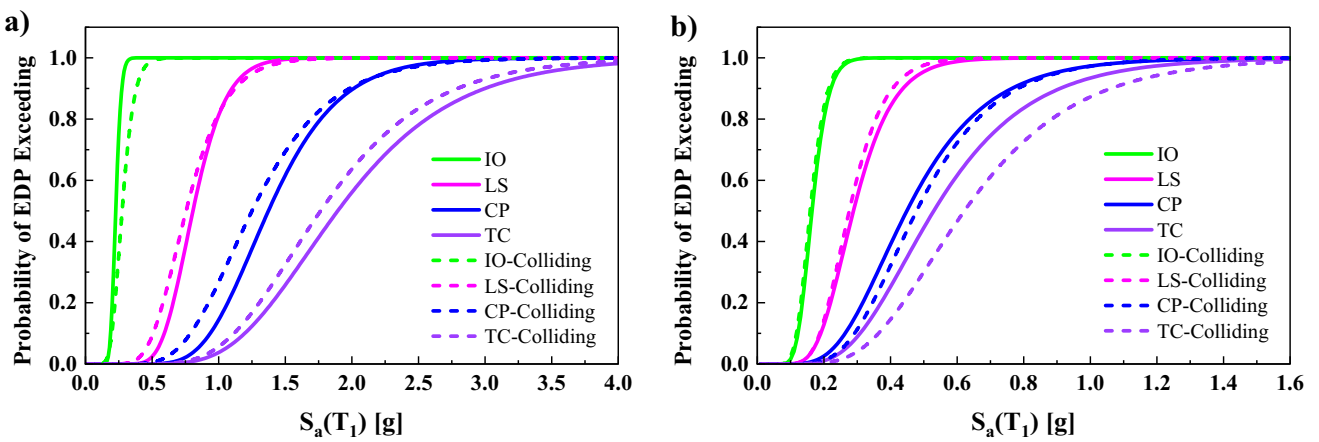 a)
Probability of EDP Exceeding
1.0
0.8
0.6
0.4
0.2
0.0
0.0 0.5 1.0 1.5 2.0 2.5 3.0 3.5 4.0
Sa(T1) [g]
IO
LS
CP
TC
IO-Colliding
LS-Colliding
CP-Colliding
TC-Colliding
b)
Probability of EDP Exceeding
1.0
0.8
0.6
0.4
0.2
0.0
0.0 0.2 0.4 0.6 0.8 1.0 1.2 1.4 1.6
Sa(T1) [g]
IO
LS
CP
TC
IO-Colliding
LS-Colliding
CP-Colliding
TC-Colliding